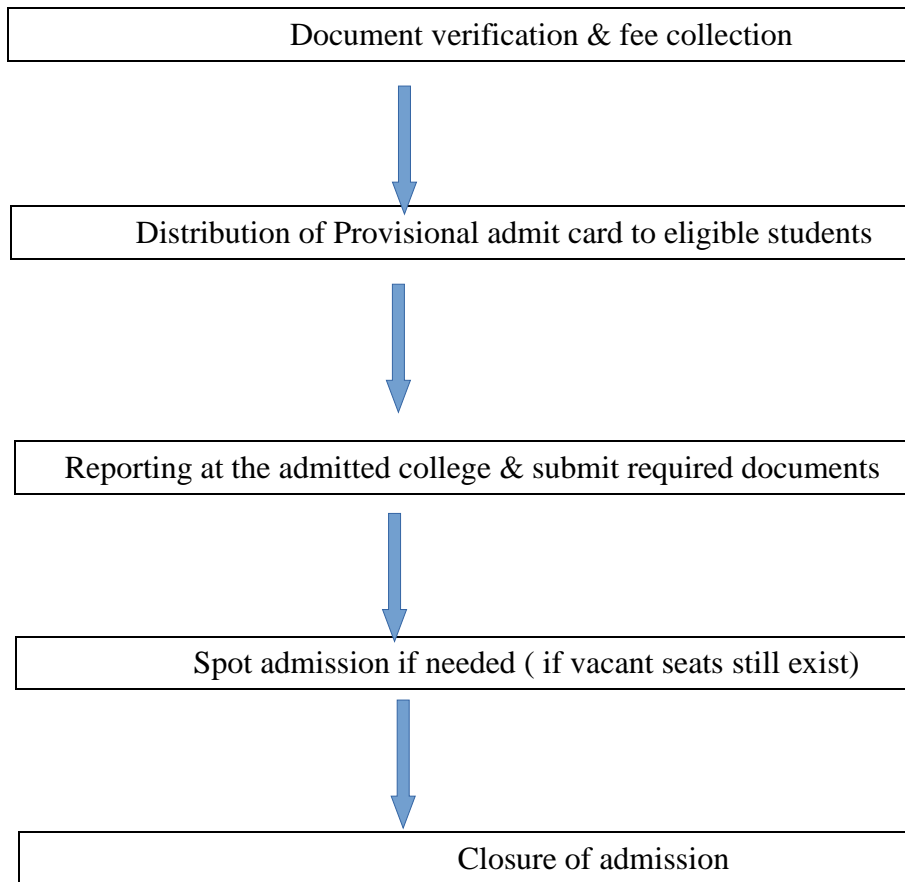 Document verification & fee collection
Distribution of Provisional admit card to eligible students
Reporting at the admitted college & submit required documents
Spot admission if needed ( if vacant seats still exist)
Closure of admission